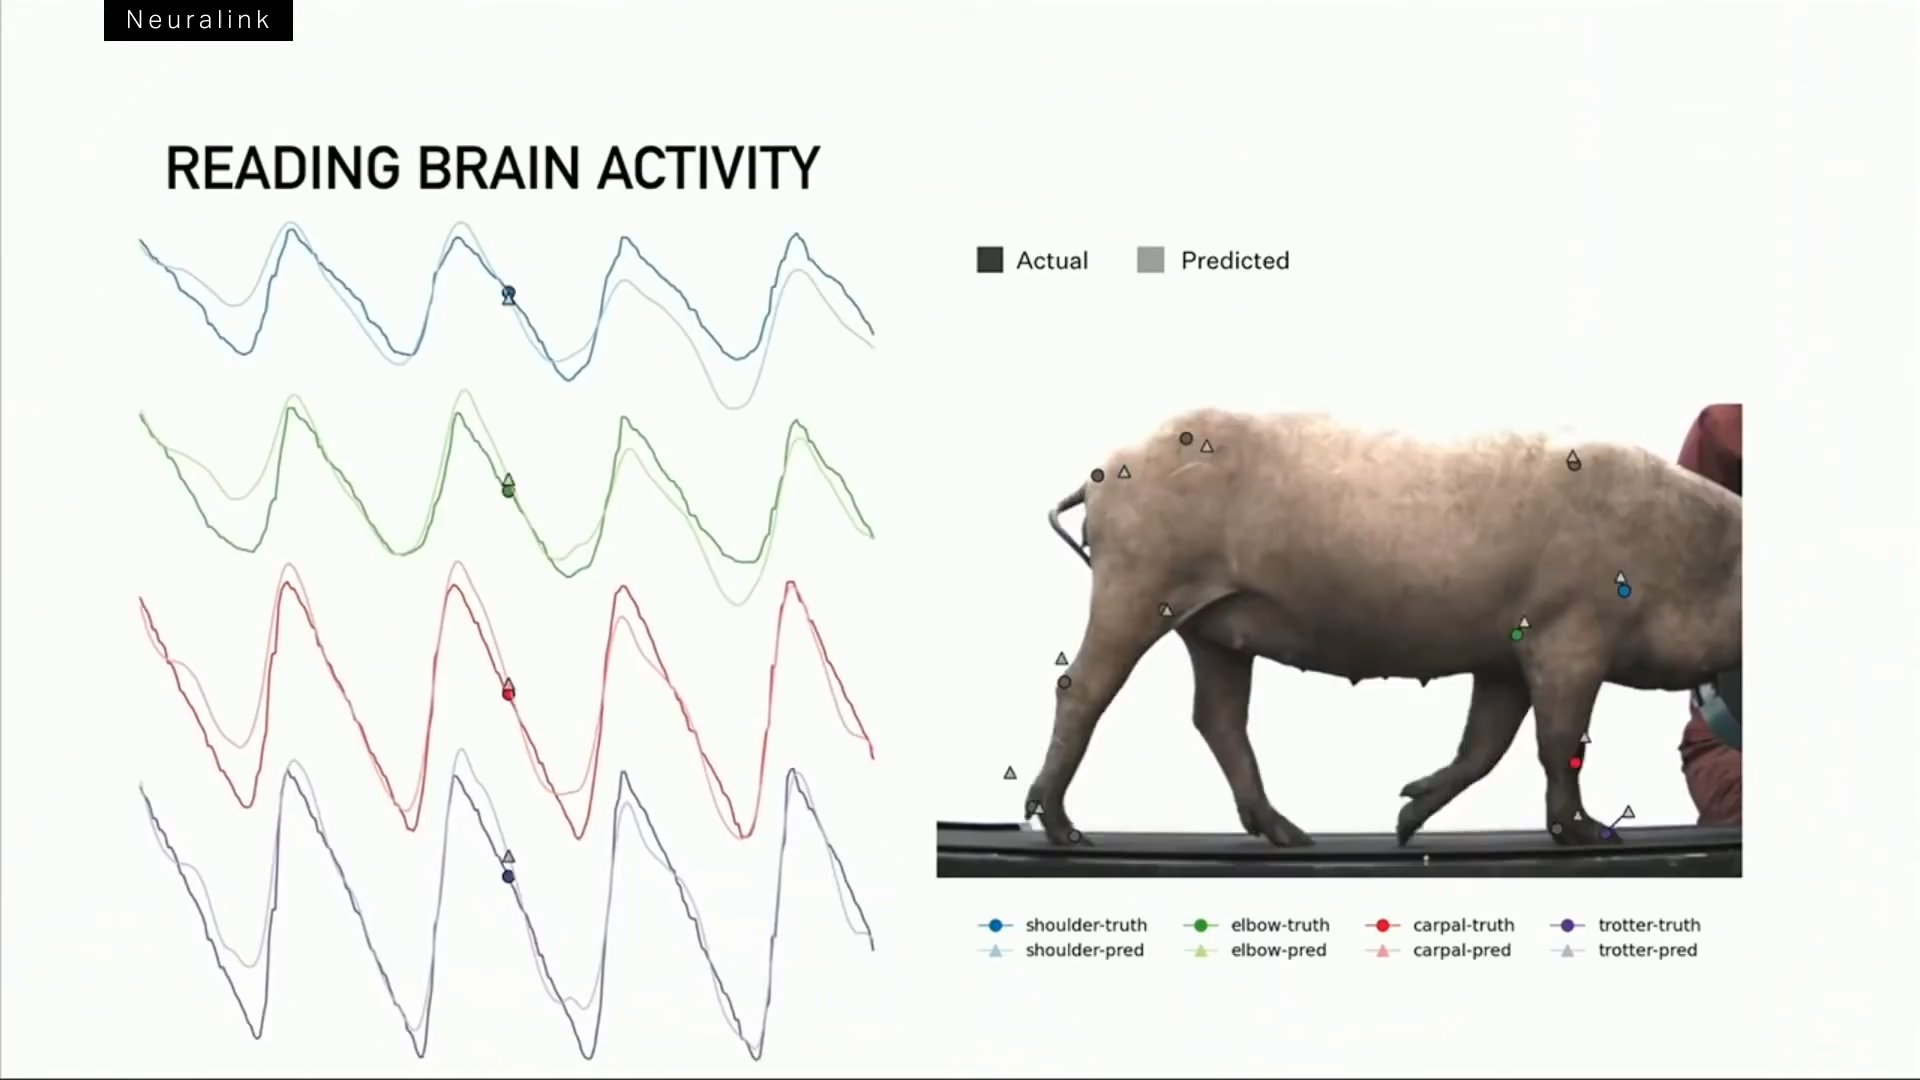 Neuralink
READING BRAIN ACTIVITY
Actual Predicted
shoulder-truth elbow-truth carpal-truth trotter-truth
shoulder-pred elbow-pred carpal-pred trotter-pred